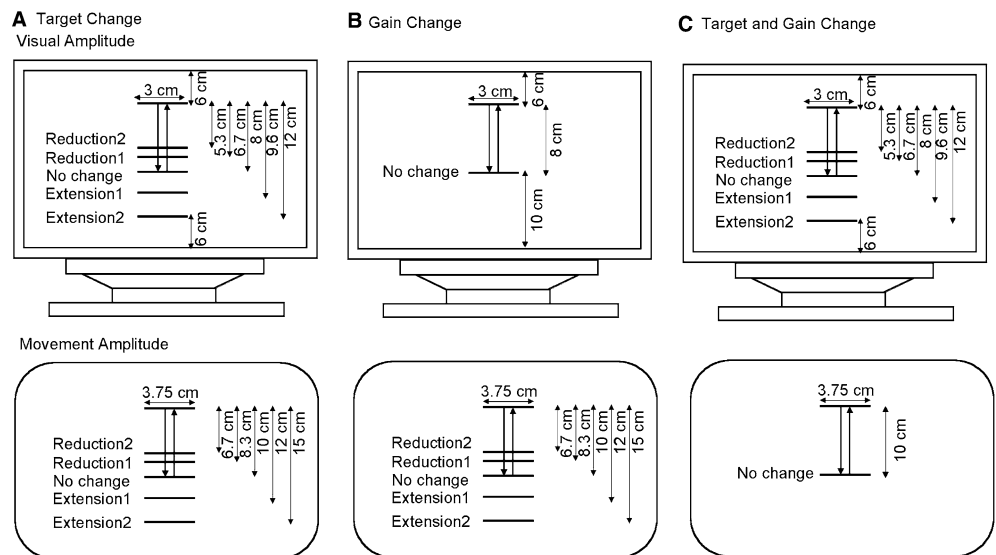 A Target Change
Visual Amplitude
3 cm
6 cm
Reduction2
Reduction1
No change
Extension1
Extension2
5.3 cm
6.7 cm
8 cm
9.6 cm
12 cm
6 cm
B Gain Change
6 cm
3 cm
No change
8 cm
10 cm
C Target and Gain Change
3 cm
6 cm
Reduction2
Reduction1
No change
Extension1
Extension2
5.3 cm
6.7 cm
8 cm
9.6 cm
12 cm
6 cm
Movement Amplitude
3.75 cm
Reduction2
Reduction1
No change
Extension1
Extension2
6.7 cm
8.3 cm
10 cm
12 cm
15 cm
3.75 cm
Reduction2
Reduction1
No change
Extension1
Extension2
6.7 cm
8.3 cm
10 cm
12 cm
15 cm
3.75 cm
No change
10 cm